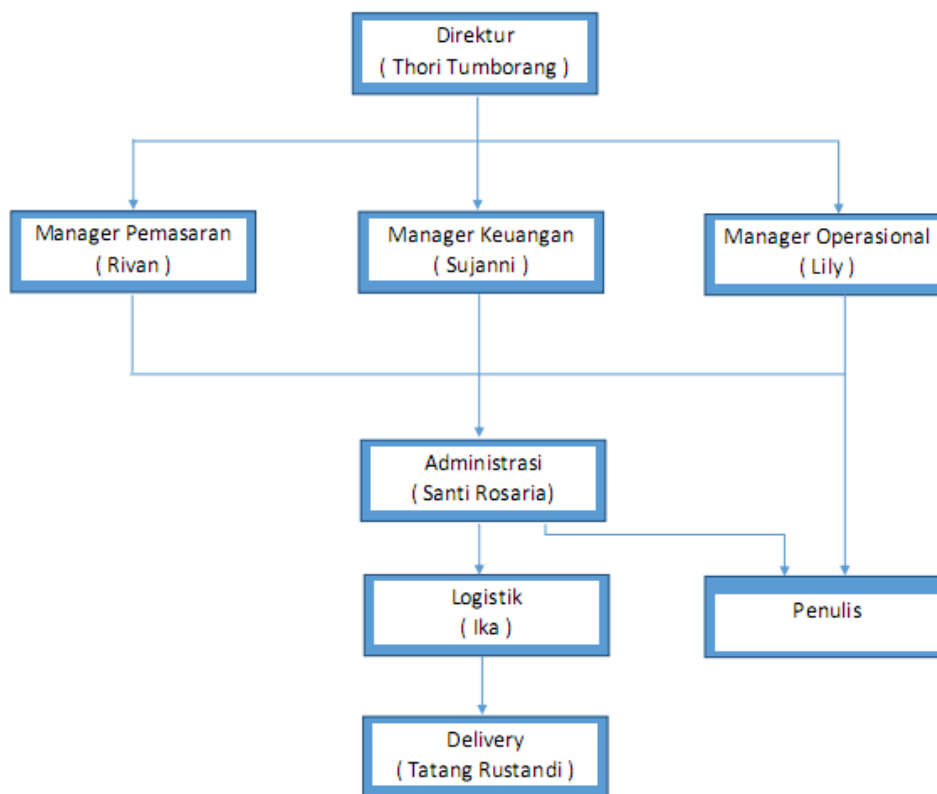 Direktur
( Thori Tumborang )
Manager Pemasaran
( Rivan )
Manager Keuangan
( Sujanni )
Manager Operasional
( Lily )
Administrasi
( Santi Rosaria)
Logistik
( Ika )
Penulis
Delivery
( Tatang Rustandi )